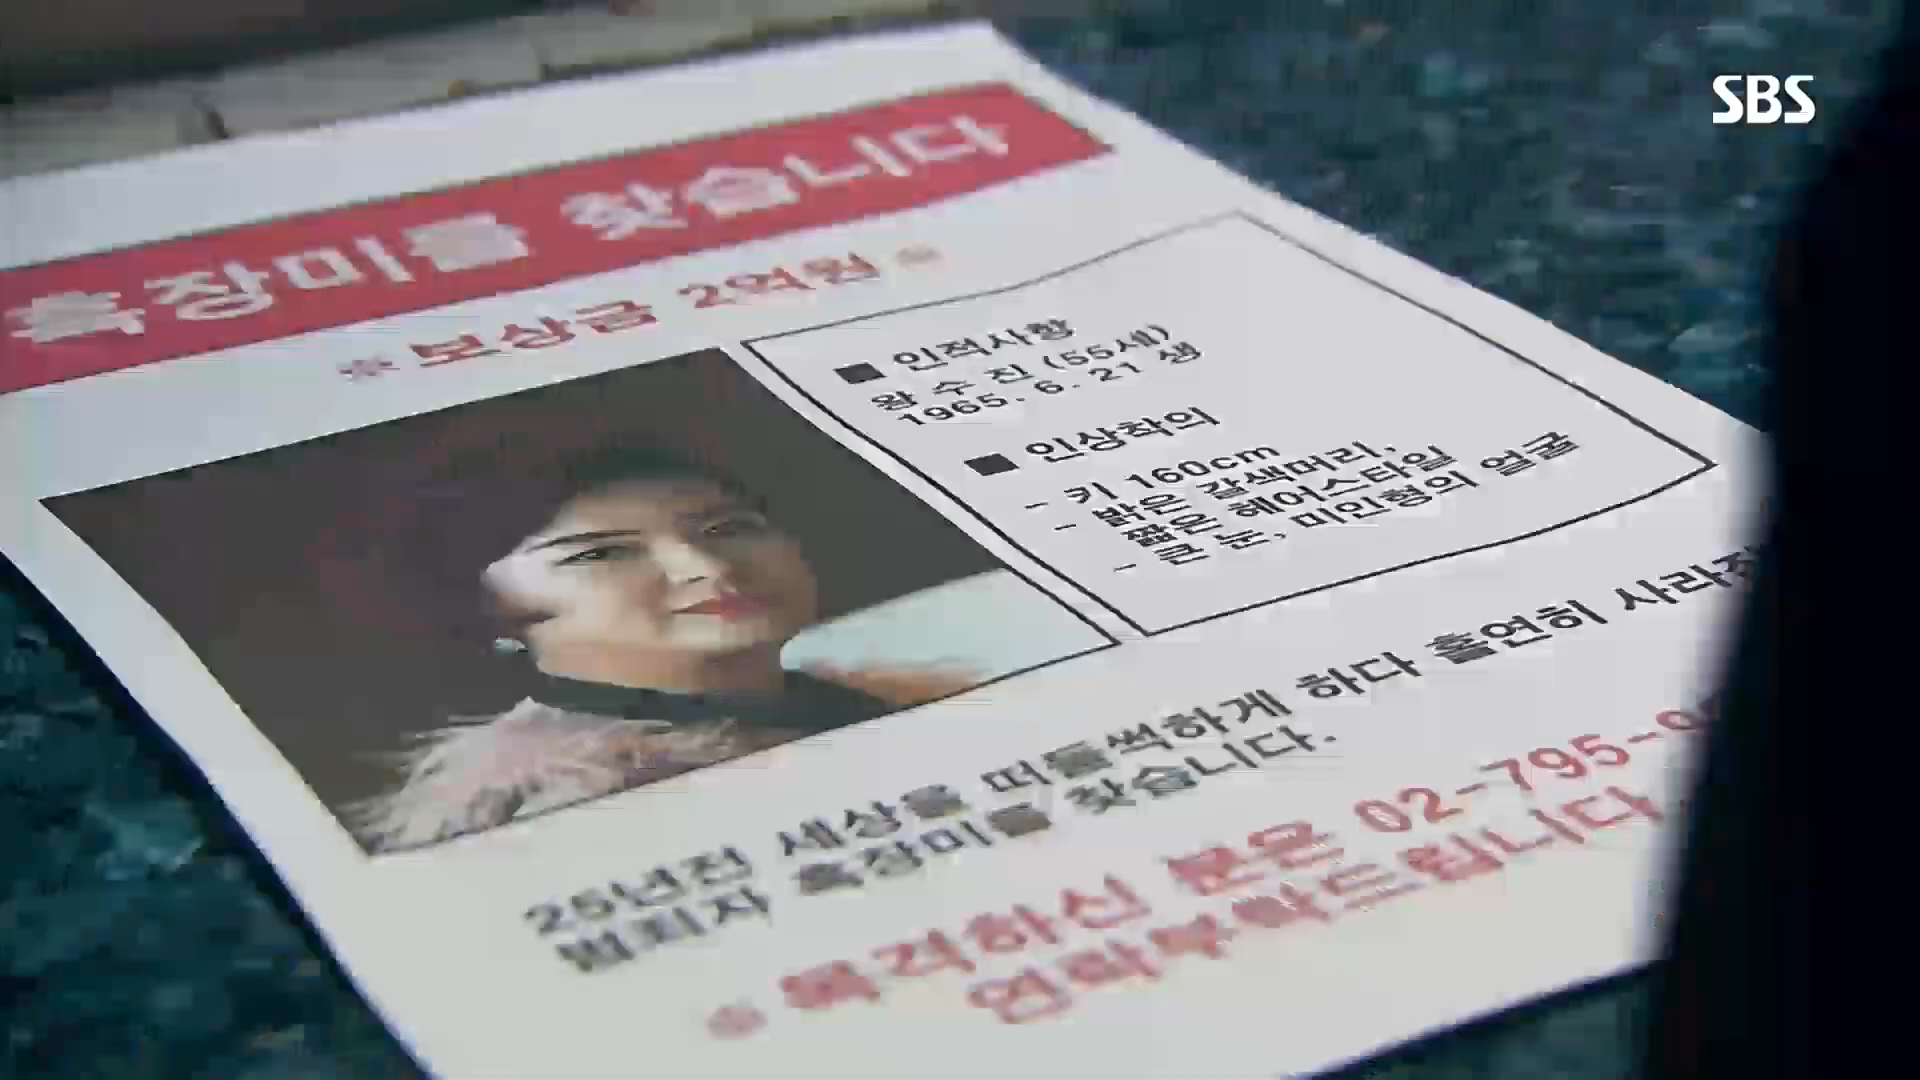 SBS
흑장미를 찾습니다
※ 보상금 2억원 ※
■ 인적사항
왕 수 진 (55세)
1965. 6. 21 생
■ 인상착의
- 키 160cm
- 밝은 갈색머리,
짧은 헤어스타일
- 큰 눈, 미인형의 얼굴
25년전 세상을 떠들썩하게 하다 홀연히
범죄자 흑장미를 찾습니다.
※ 목격하신 분은 02-795-
연락부탁드립니다